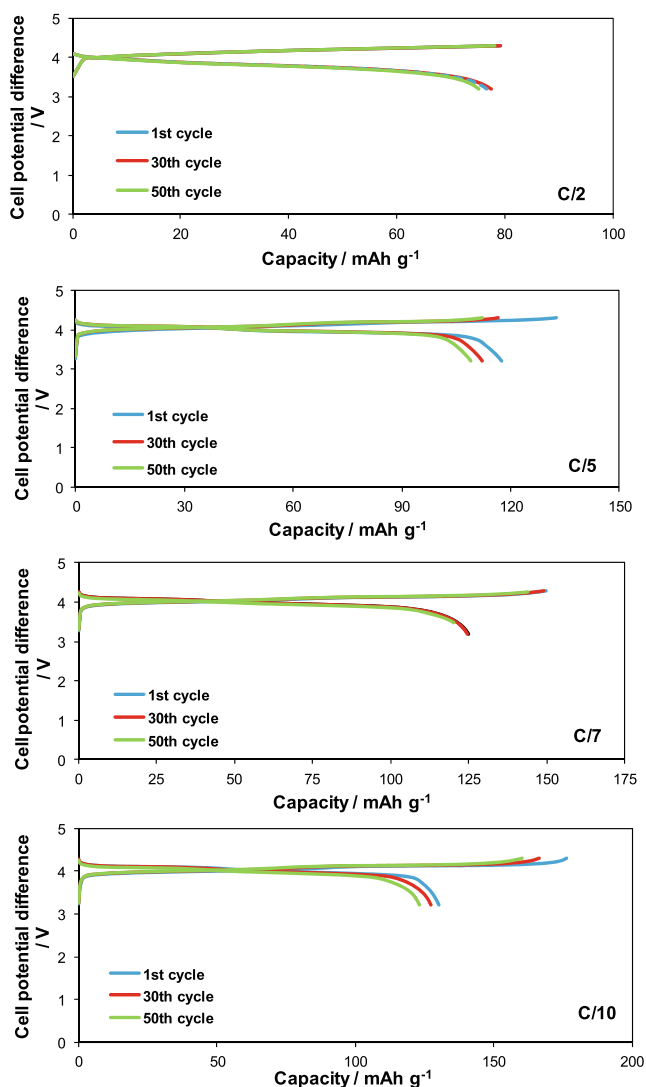 5
4
3
2
1
0
Cell potential difference
/ V
1st cycle
30th cycle
50th cycle
C/2
0 20 40 60 80 100
Capacity / mAh g-1
5
4
3
2
1
0
Cell potential difference
/ V
1st cycle
30th cycle
50th cycle
C/5
0 30 60 90 120 150
Capacity / mAh g-1
5
4
3
2
1
0
Cell potential difference
/ V
1st cycle
30th cycle
50th cycle
C/7
0 25 50 75 100 125 150 175
Capacity / mAh g-1
5
4
3
2
1
0
Cell potential difference
/ V
1st cycle
30th cycle
50th cycle
C/10
0 50 100 150 200
Capacity / mAh g-1